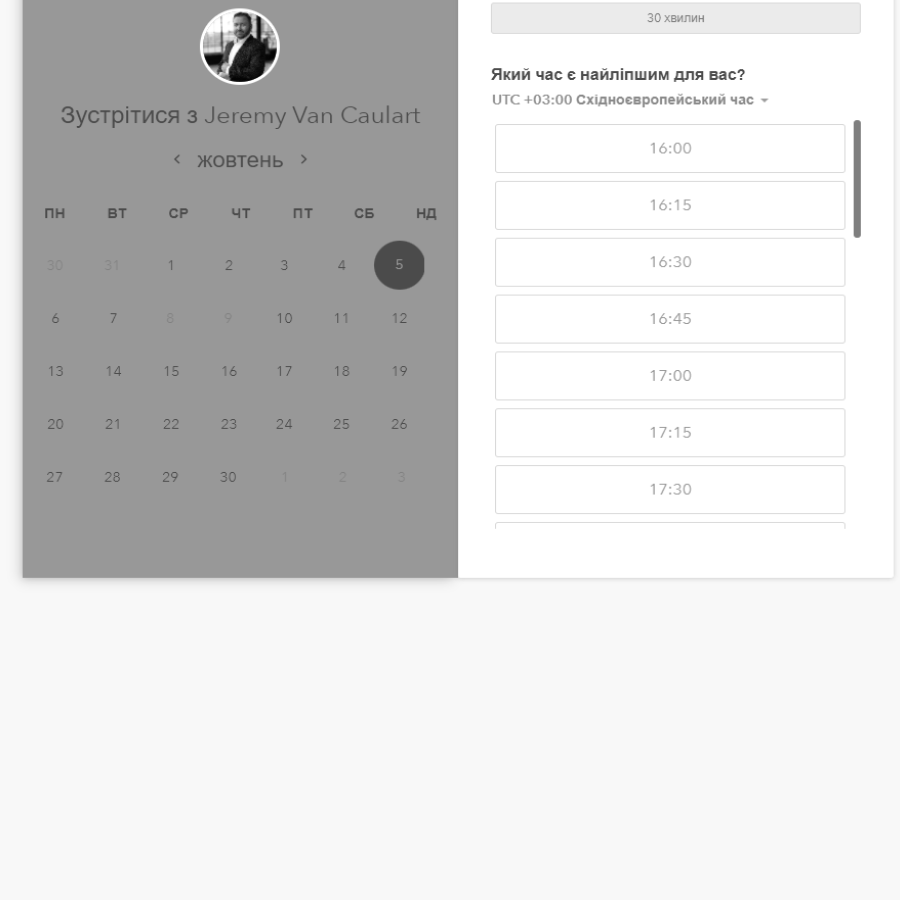 Зустрітися з Jeremy Van Caulart
жовтень
ПН ВТ СР ЧТ ПТ СБ НД
30 31 1 2 3 4 5
6 7 8 9 10 11 12
13 14 15 16 17 18 19
20 21 22 23 24 25 26
27 28 29 30 1 2 3
30 хвилин
Який час є найліпшим для вас?
UTC +03:00 Східноєвропейський час
16:00
16:15
16:30
16:45
17:00
17:15
17:30